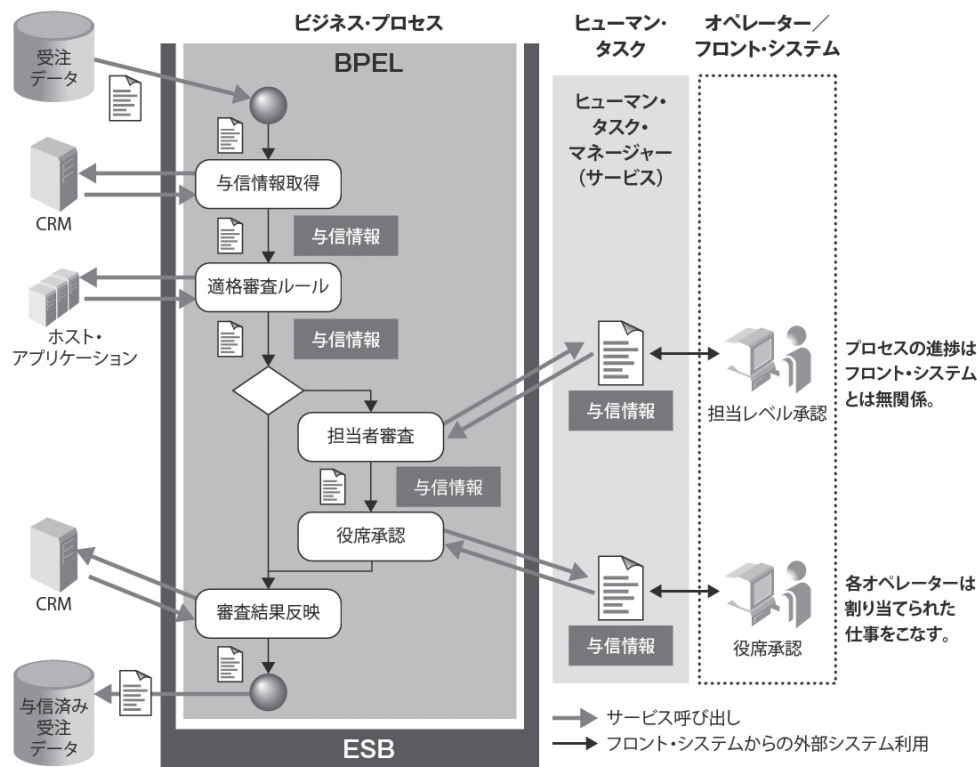 ビジネス・プロセス
ヒューマン・
タスク
オペレーター／
フロント・システム
BPEL
受注
データ
ヒューマン・
タスク・
マネージャー
（サービス）
与信情報取得
CRM
与信情報
適格審査ルール
ホスト・
アプリケーション
与信情報
プロセスの進捗は
フロント・システム
とは無関係。
与信情報
担当レベル承認
担当者審査
与信情報
役席承認
CRM
審査結果反映
各オペレーターは
割り当てられた
仕事をこなす。
与信情報
役席承認
与信済み
受注
データ
サービス呼び出し
フロント・システムからの外部システム利用
ESB